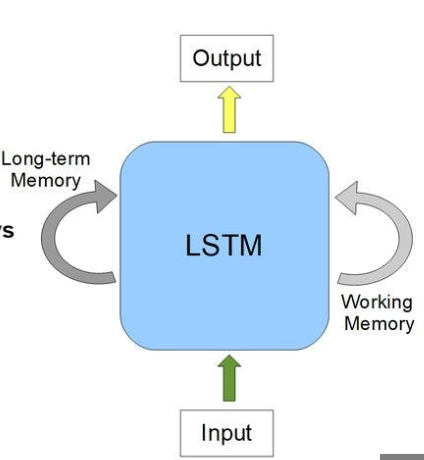 Output
Long-term
Memory
LSTM
Working
Memory
Input